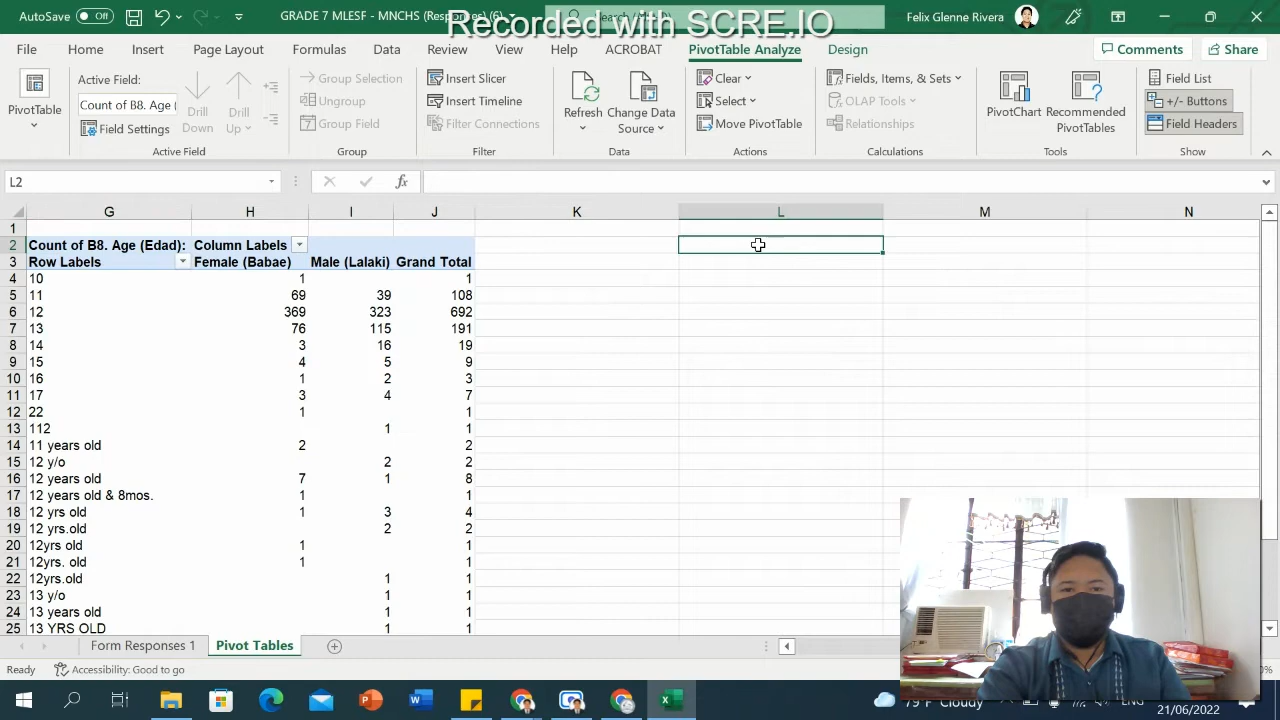 AutoSave Off GRADE 7 MLESF - MNCHS (Responses) (6) Felix Glenne Rivera
Recorded with SCRE.IO
File Home Insert Page Layout Formulas Data Review View Help ACROBAT PivotTable Analyze Design Comments Share
PivotTable
Active Field:
Count of B8. Age (
Field Settings
Drill Down
Drill Up
Active Field
Group Selection
Ungroup
Group Field
Group
Insert Slicer
Insert Timeline
Filter Connections
Filter
Refresh
Change Data Source
Data
Clear
Select
Move PivotTable
Actions
Fields, Items, & Sets
OLAP Tools
Relationships
Calculations
PivotChart
Recommended PivotTables
Tools
Field List
+/- Buttons
Field Headers
Show
L2 fx
G H I J K L M N
1
2 Count of B8. Age (Edad): Column Labels
3 Row Labels Female (Babae) Male (Lalaki) Grand Total
4 10 1 1
5 11 69 39 108
6 12 369 323 692
7 13 76 115 191
8 14 3 16 19
9 15 4 5 9
10 16 1 2 3
11 17 3 4 7
12 22 1 1
13 112 1 1
14 11 years old 2 2
15 12 y/o 2 2
16 12 years old 7 1 8
17 12 years old & 8mos. 1 1
18 12 yrs old 1 3 4
19 12 yrs.old 2 2
20 12yrs old 1 1
21 12yrs. old 1 1
22 12yrs.old 1 1
23 13 y/o 1 1
24 13 years old 1 1
25 13 YRS OLD 1 1
Form Responses 1 Pivot Tables
Ready Accessibility: Good to go
79°F Cloudy ENG
21/06/2022